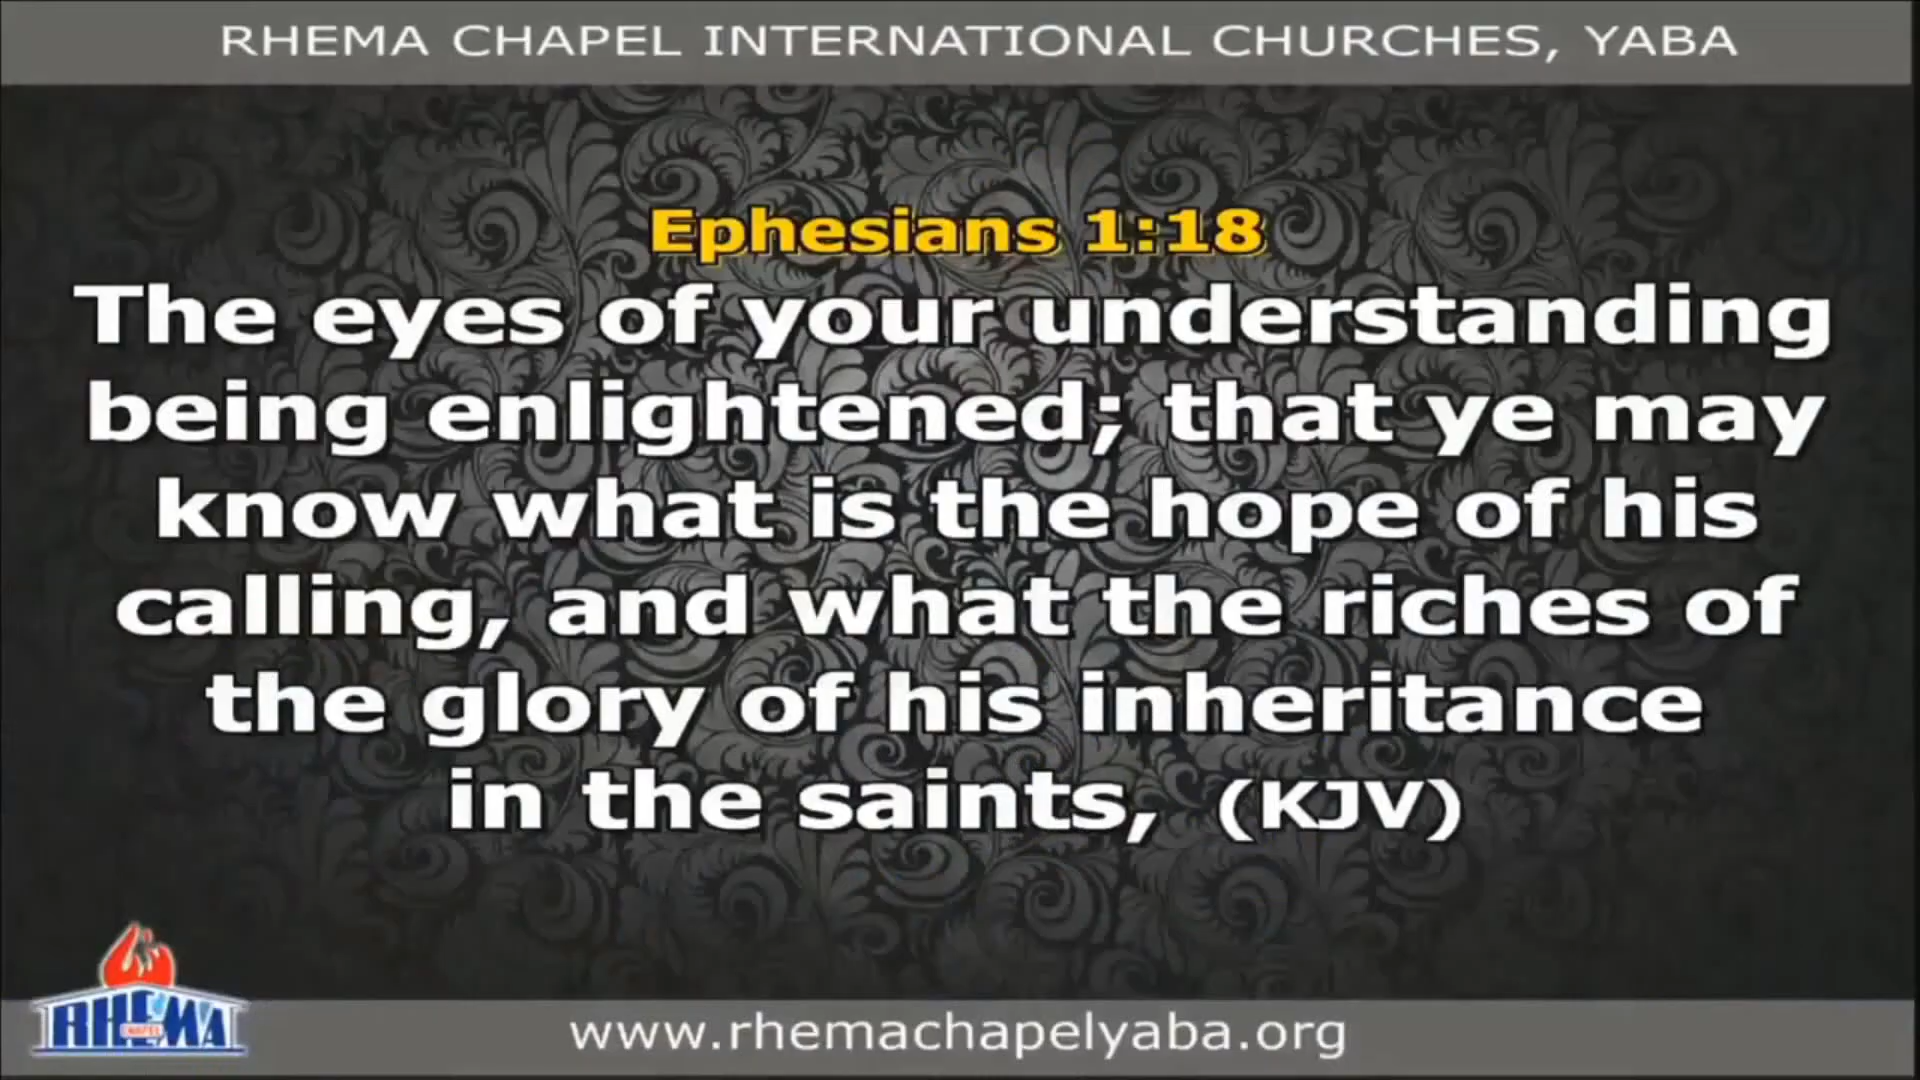 RHEMA CHAPEL INTERNATIONAL CHURCHES, YABA
Ephesians 1:18
The eyes of your understanding
being enlightened; that ye may
know what is the hope of his
calling, and what the riches of
the glory of his inheritance
in the saints, (KJV)
RHEMA
CHAPEL
www.rhemachapelyaba.org